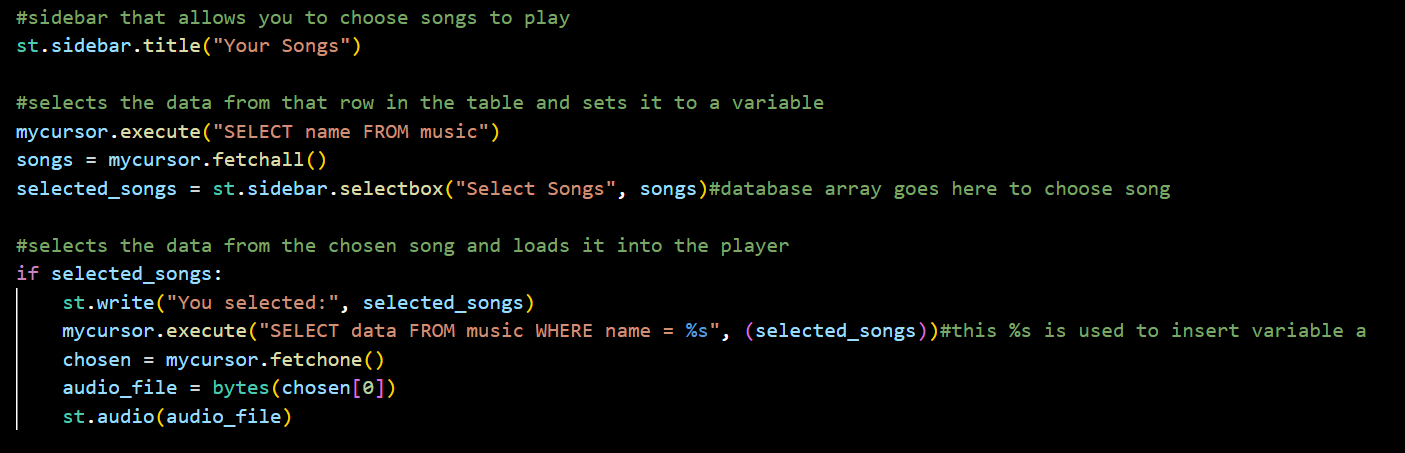 #sidebar that allows you to choose songs to play
st.sidebar.title("Your Songs")
#selects the data from that row in the table and sets it to a variable
mycursor.execute("SELECT name FROM music")
songs = mycursor.fetchall()
selected_songs = st.sidebar.selectbox("Select Songs", songs)#database array goes here to choose song
#selects the data from the chosen song and loads it into the player
if selected_songs:
    st.write("You selected:", selected_songs)
    mycursor.execute("SELECT data FROM music WHERE name = %s", (selected_songs))#this %s is used to insert variable a
    chosen = mycursor.fetchone()
    audio_file = bytes(chosen[0])
    st.audio(audio_file)